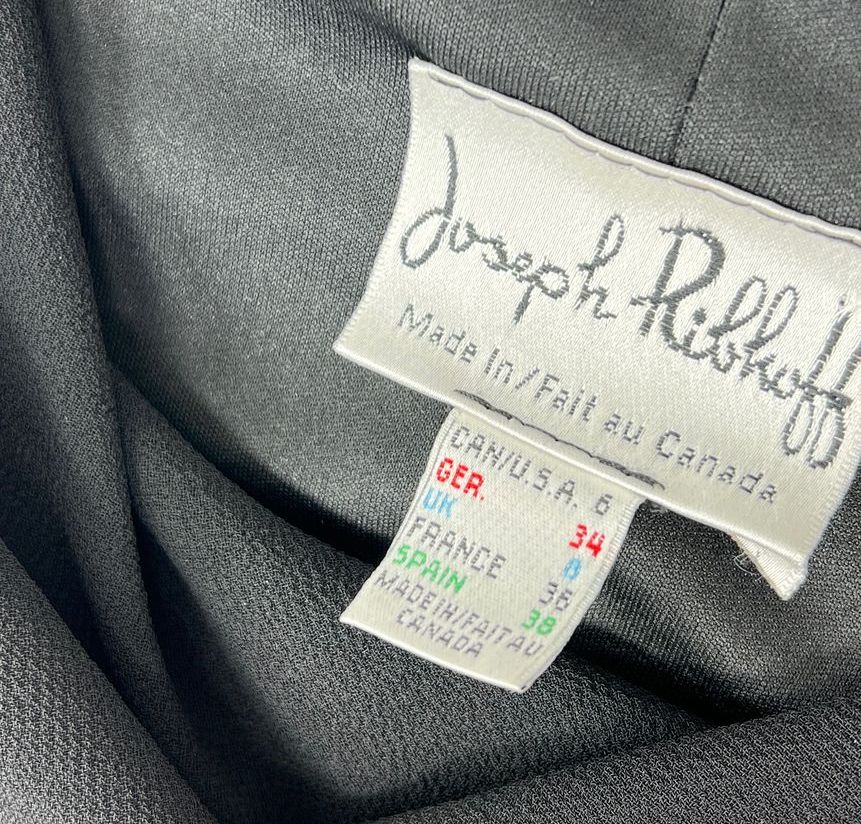 Joseph Ribkoff
Made In/Fait au Canada
CAN/U.S.A. 6
GER. 34
UK 8
FRANCE 36
SPAIN 38
MADE IN/FAIT AU
CANADA